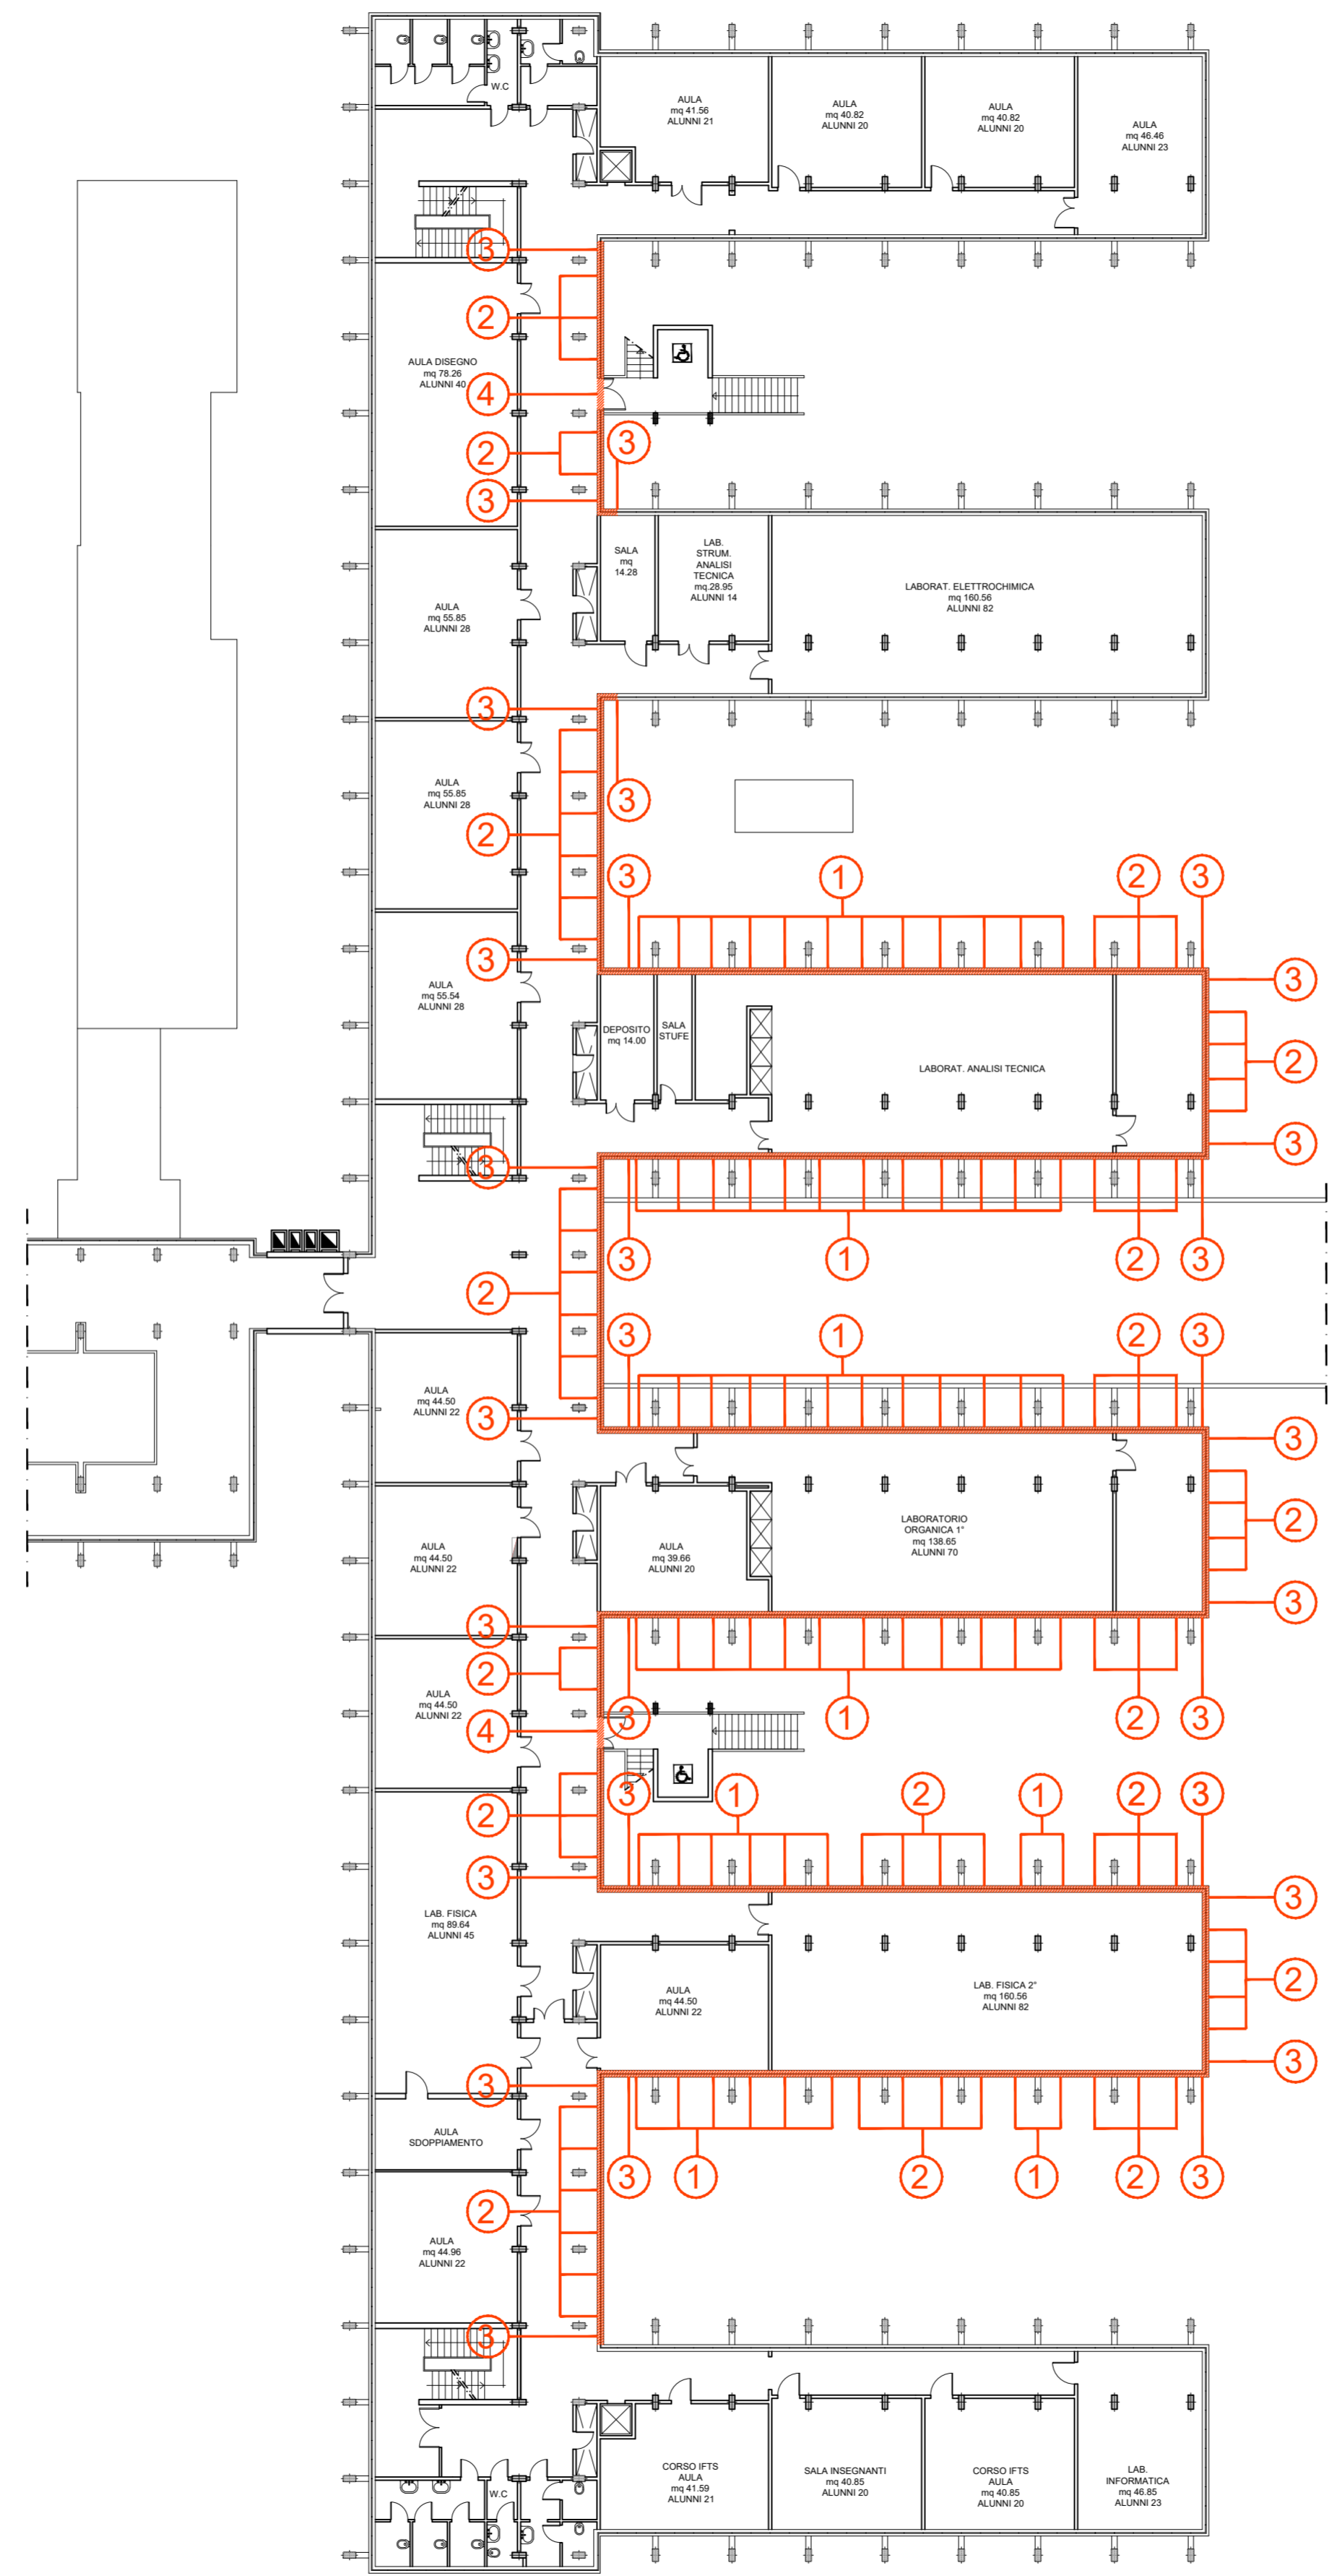 W.C
AULA
mq 41.56
ALUNNI 21
AULA
mq 40.82
ALUNNI 20
AULA
mq 40.82
ALUNNI 20
AULA
mq 46.46
ALUNNI 23
3
2
AULA DISEGNO
mq 78.26
ALUNNI 40
4
2
3
3
SALA
mq
14.28
LAB.
STRUM.
ANALISI
TECNICA
mq.28.95
ALUNNI 14
LABORAT. ELETTROCHIMICA
mq 160.56
ALUNNI 82
AULA
mq 55.85
ALUNNI 28
3
AULA
mq 55.85
ALUNNI 28
3
2
3
1
2
3
3
3
AULA
mq 55.54
ALUNNI 28
DEPOSITO
mq 14.00
SALA
STUFE
LABORAT. ANALISI TECNICA
2
3
3
3
1
2
3
2
3
1
2
3
AULA
mq 44.50
ALUNNI 22
3
3
AULA
mq 44.50
ALUNNI 22
AULA
mq 39.66
ALUNNI 20
LABORATORIO
ORGANICA 1°
mq 138.65
ALUNNI 70
2
3
3
2
AULA
mq 44.50
ALUNNI 22
3
1
2
3
4
3
1
2
1
2
3
2
3
3
LAB. FISICA
mq 89.64
ALUNNI 45
AULA
mq 44.50
ALUNNI 22
LAB. FISICA 2°
mq 160.56
ALUNNI 82
2
3
3
AULA
SDOPPIAMENTO
3
1
2
1
2
3
2
AULA
mq 44.96
ALUNNI 22
3
CORSO IFTS
AULA
mq 41.59
ALUNNI 21
SALA INSEGNANTI
mq 40.85
ALUNNI 20
CORSO IFTS
AULA
mq 40.85
ALUNNI 20
LAB.
INFORMATICA
mq 46.85
ALUNNI 23
W.C